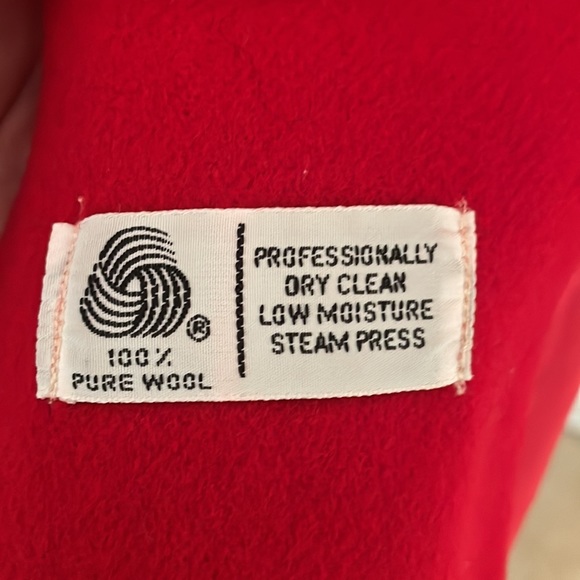 ®
100%
PURE WOOL
PROFESSIONALLY
DRY CLEAN
LOW MOISTURE
STEAM PRESS